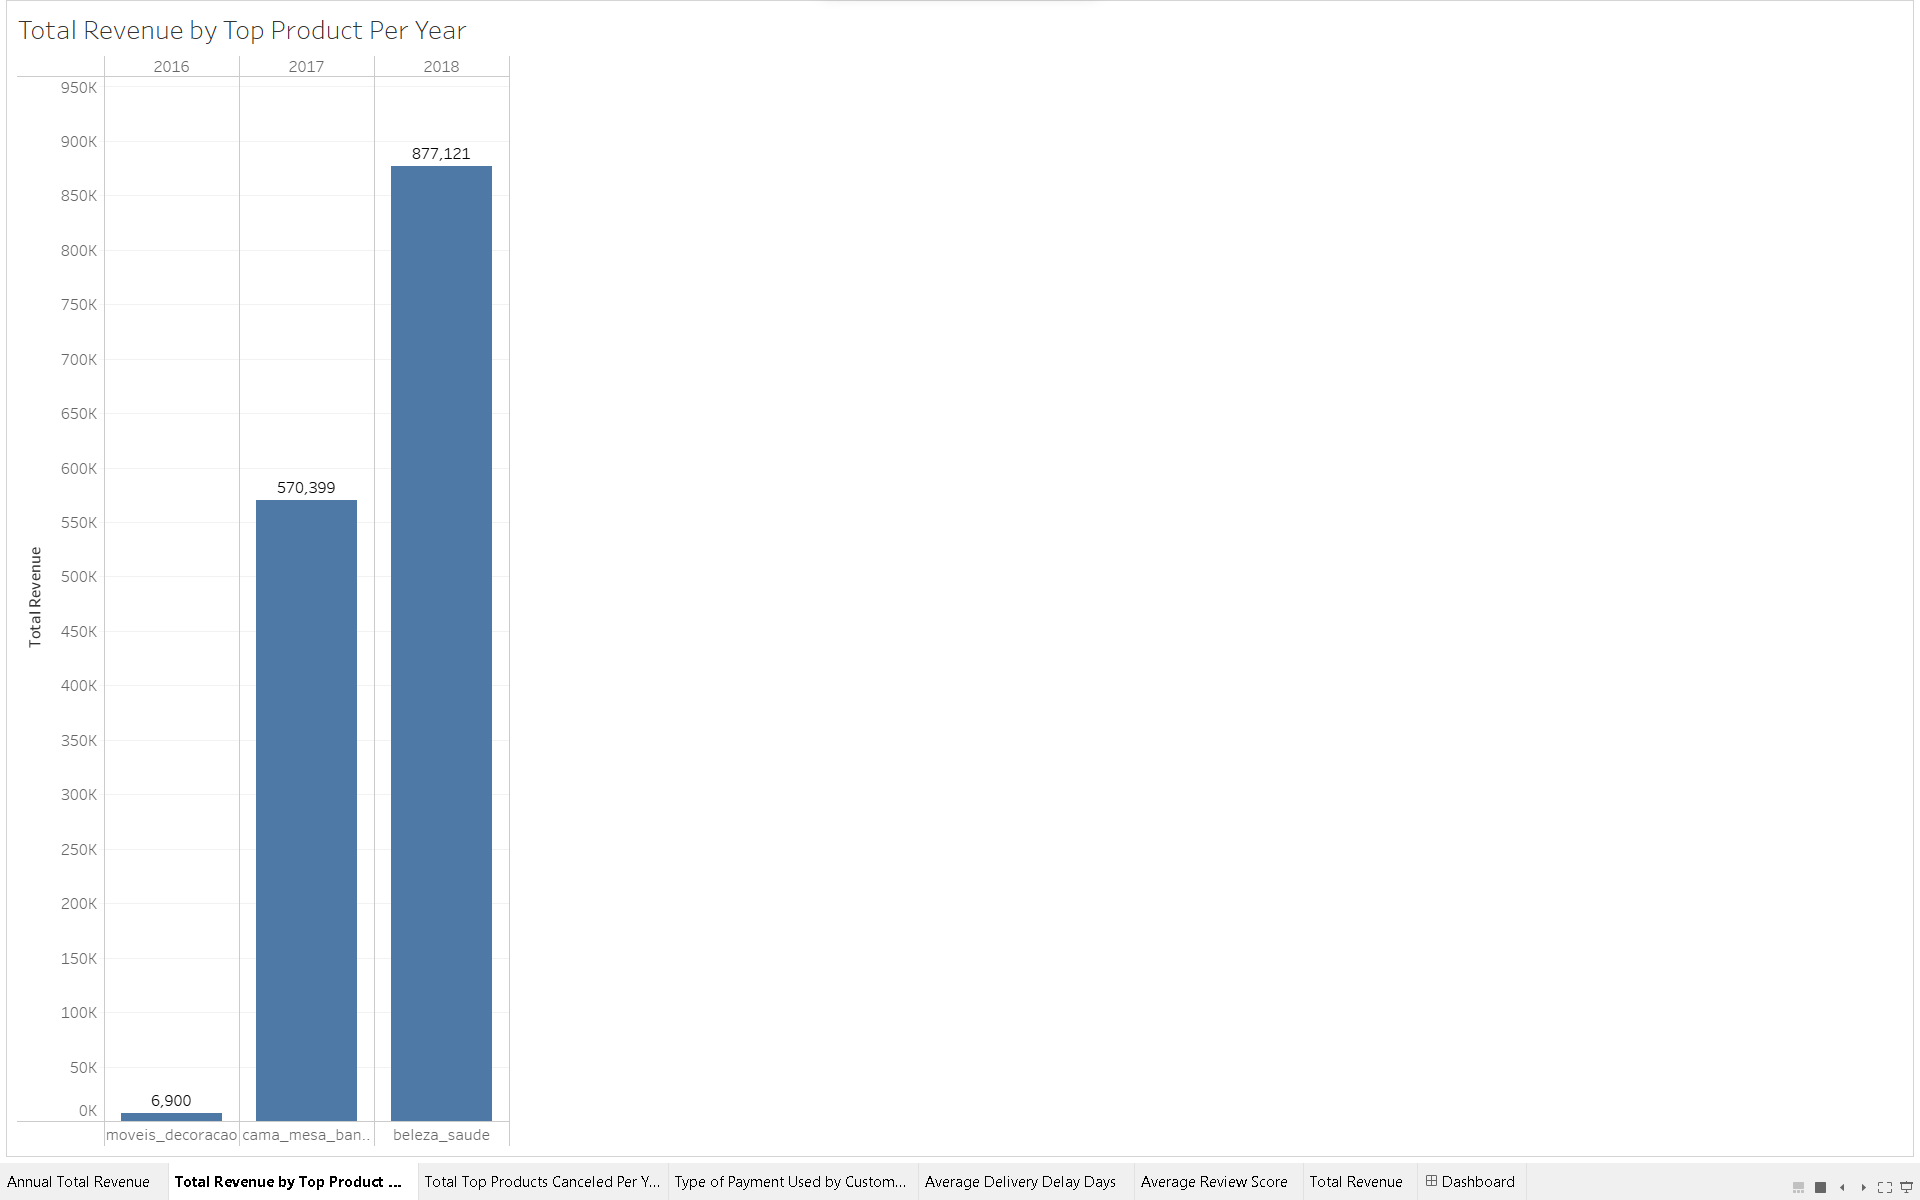 Total Revenue by Top Product Per Year
2016 2017 2018
950K
900K
877,121
850K
800K
750K
700K
650K
600K
570,399
550K
500K
Total Revenue
450K
400K
350K
300K
250K
200K
150K
100K
50K
6,900
0K
moveis_decoracao cama_mesa_ban.. beleza_saude
Annual Total Revenue Total Revenue by Top Product ... Total Top Products Canceled Per Y... Type of Payment Used by Custom... Average Delivery Delay Days Average Review Score Total Revenue Dashboard